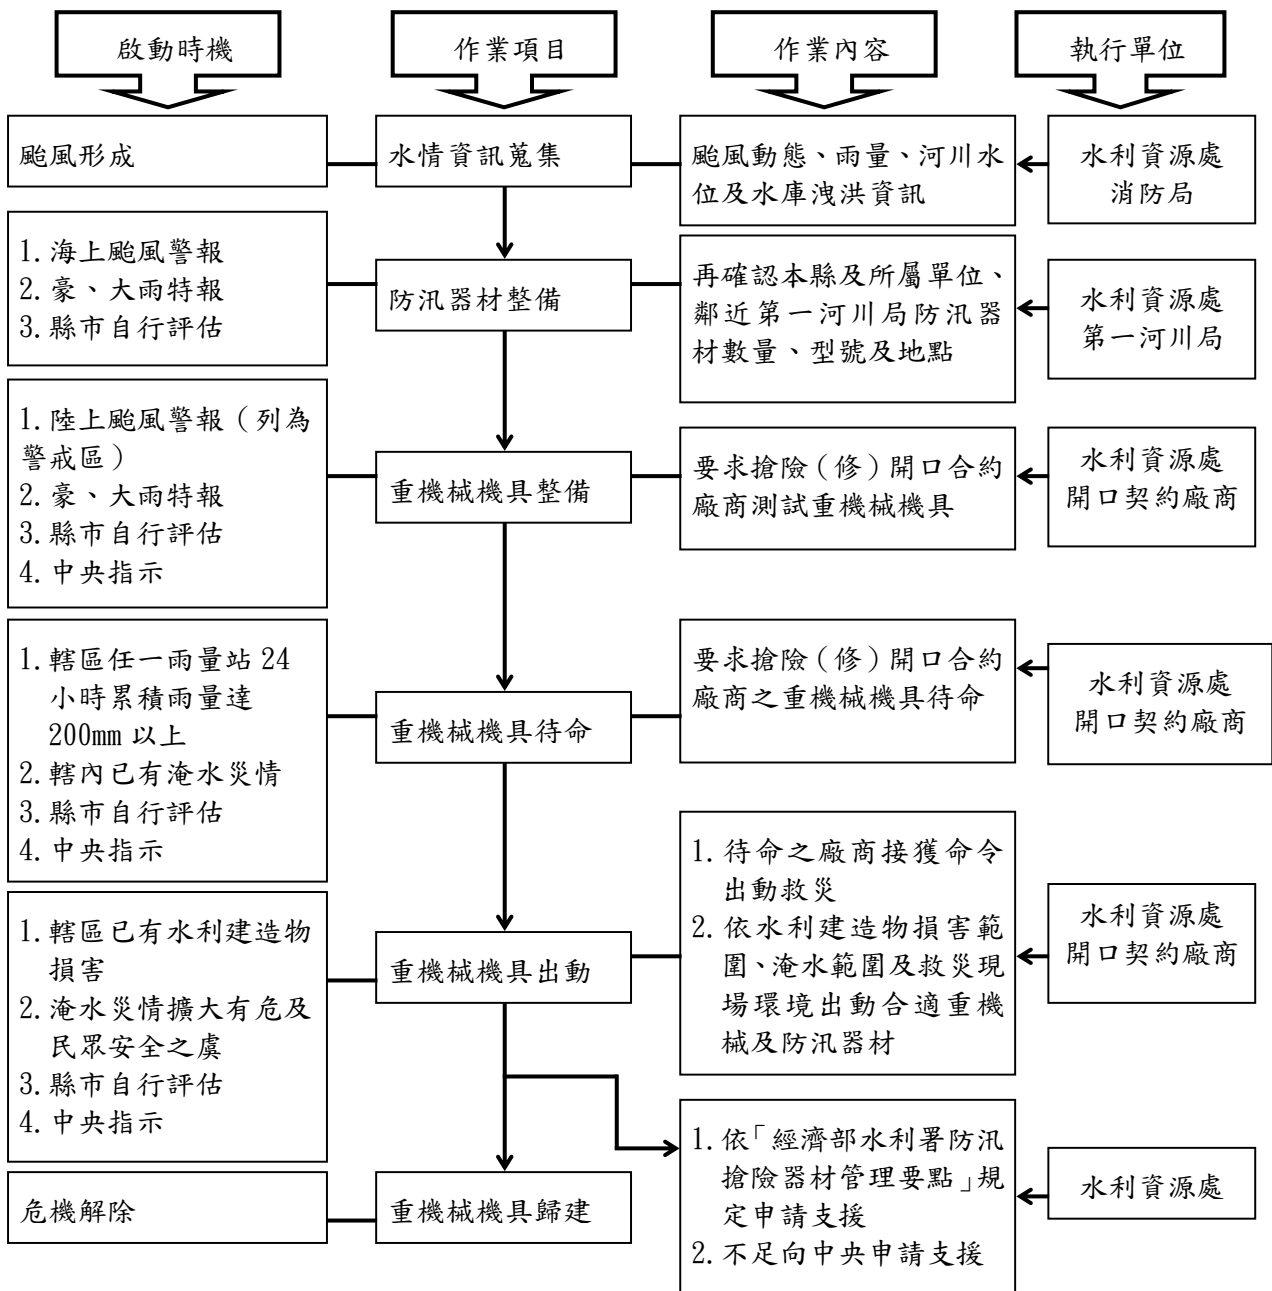 啟動時機
作業項目
作業內容
執行單位
颱風形成
水情資訊蒐集
颱風動態、雨量、河川水
位及水庫洩洪資訊
水利資源處
消防局
1.海上颱風警報
2.豪、大雨特報
3.縣市自行評估
防汛器材整備
再確認本縣及所屬單位、
鄰近第一河川局防汛器
材數量、型號及地點
水利資源處
第一河川局
1.陸上颱風警報（列為
警戒區）
2.豪、大雨特報
3.縣市自行評估
4.中央指示
重機械機具整備
要求搶險（修）開口合約
廠商測試重機械機具
水利資源處
開口契約廠商
1.轄區任一雨量站 24
小時累積雨量達
200mm 以上
2.轄內已有淹水災情
3.縣市自行評估
4.中央指示
重機械機具待命
要求搶險（修）開口合約
廠商之重機械機具待命
水利資源處
開口契約廠商
1.轄區已有水利建造物
損害
2.淹水災情擴大有危及
民眾安全之虞
3.縣市自行評估
4.中央指示
重機械機具出動
1.待命之廠商接獲命令
出動救災
2.依水利建造物損害範
圍、淹水範圍及救災現
場環境出動合適重機
械及防汛器材
水利資源處
開口契約廠商
危機解除
重機械機具歸建
1.依「經濟部水利署防汛
搶險器材管理要點」規
定申請支援
2.不足向中央申請支援
水利資源處